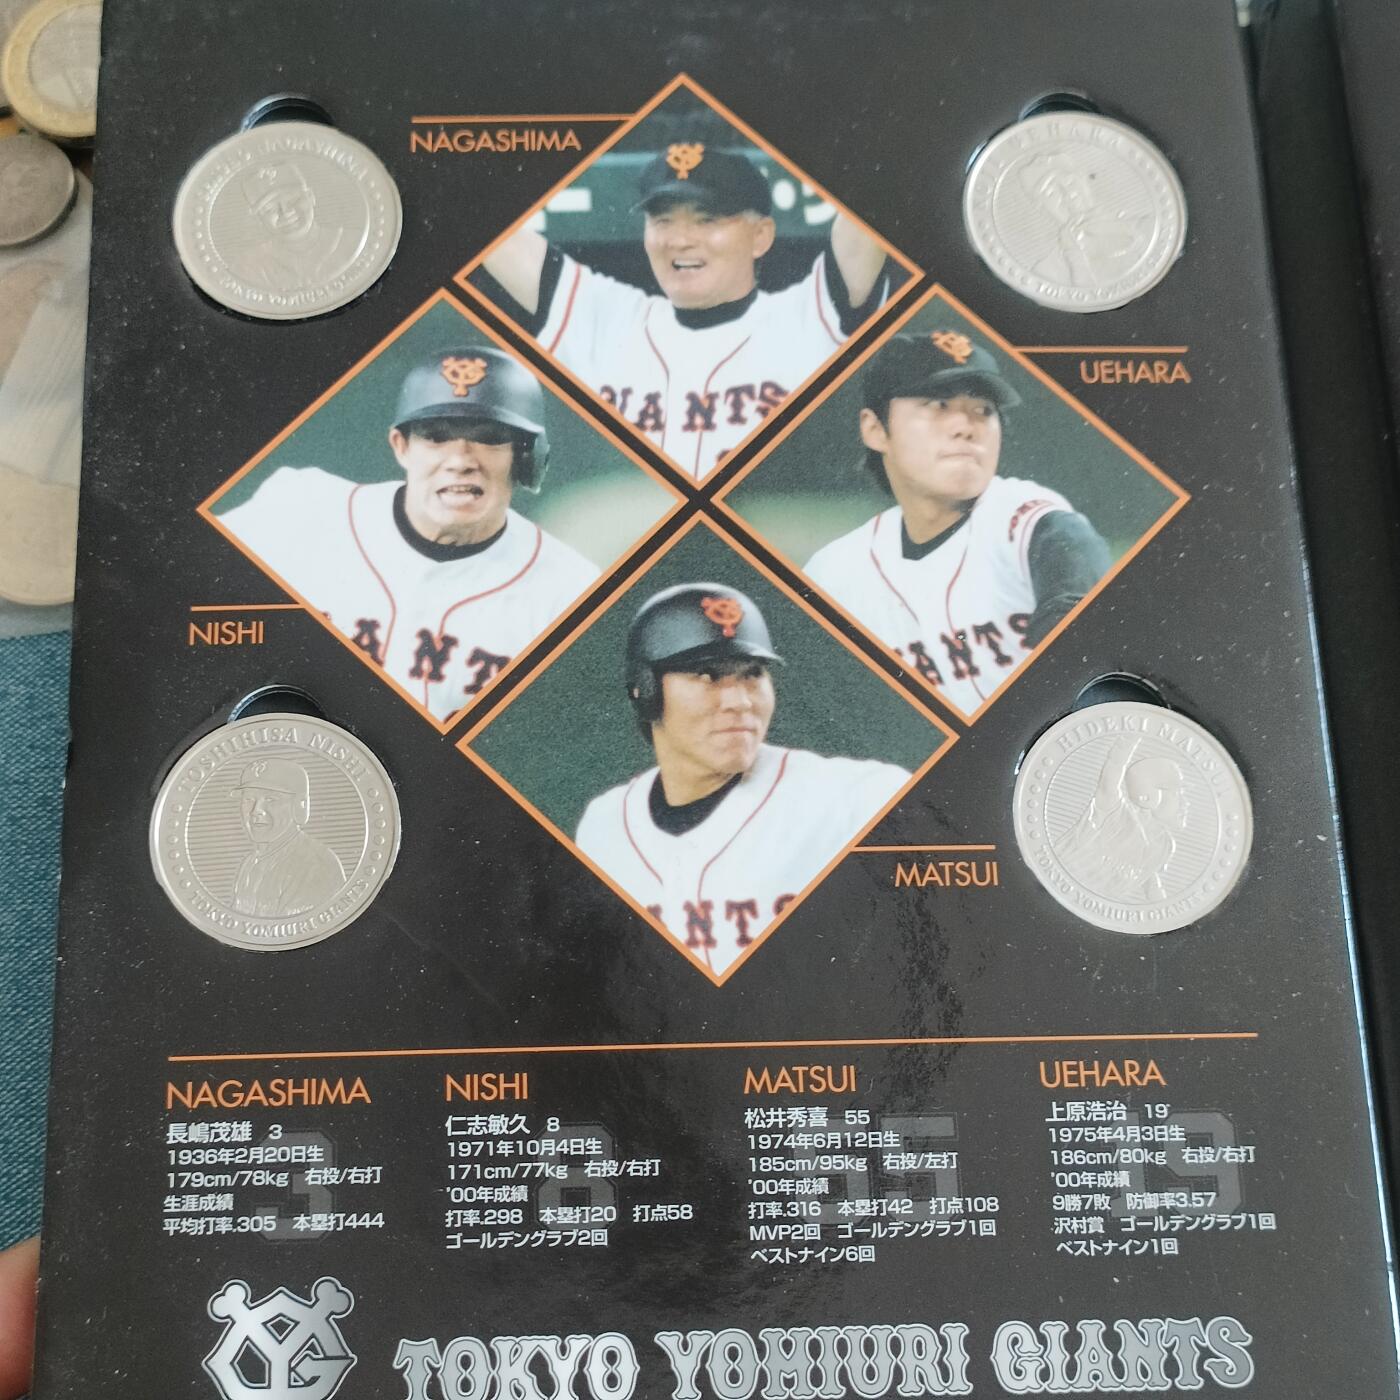 NAGASHIMA
UEHARA
NISHI
MATSUI
TOSHIHISA NISHI
TOKYO YOMIURI GIANTS
HIDEKI MATSUI
TOKYO YOMIURI GIANTS
GIANTS
ANT
GIANTS
ANT
NAGASHIMA
長嶋茂雄 3
1936年2月20日生
179cm/78kg 右投/右打
生涯成績
平均打率.305 本塁打444
NISHI
仁志敏久 8
1971年10月4日生
171cm/77kg 右投/右打
'00年成績
打率.298 本塁打20 打点58
ゴールデングラブ2回
MATSUI
松井秀喜 55
1974年6月12日生
185cm/95kg 右投/左打
'00年成績
打率.316 本塁打42 打点108
MVP2回 ゴールデングラブ1回
ベストナイン6回
UEHARA
上原浩治 19
1975年4月3日生
186cm/80kg 右投/右打
'00年成績
9勝7敗 防御率3.57
沢村賞 ゴールデングラブ1回
ベストナイン1回
TOKYO YOMIURI GIANTS